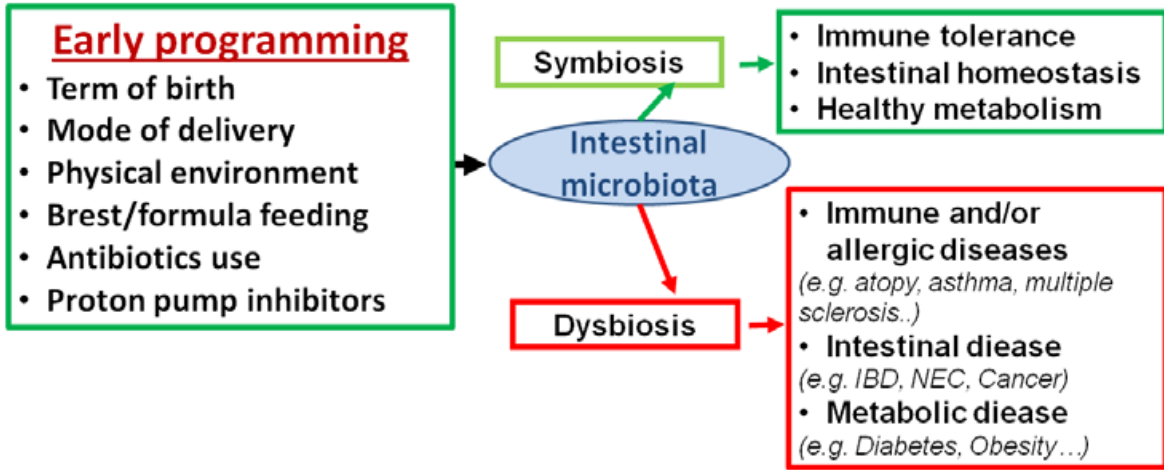 Early programming
• Term of birth
• Mode of delivery
• Physical environment
• Brest/formula feeding
• Antibiotics use
• Proton pump inhibitors
Intestinal
microbiota
Symbiosis
• Immune tolerance
• Intestinal homeostasis
• Healthy metabolism
Dysbiosis
• Immune and/or
allergic diseases
(e.g. atopy, asthma, multiple
sclerosis..)
• Intestinal disease
(e.g. IBD, NEC, Cancer)
• Metabolic disease
(e.g. Diabetes, Obesity…)